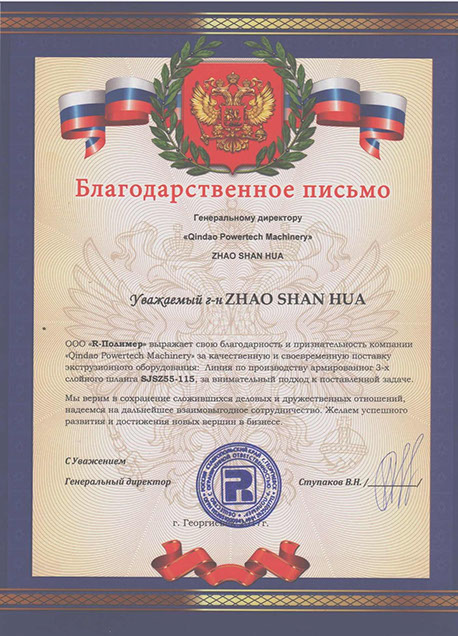 Благодарственное письмо
Генеральному директору
«Qindao Powertech Machinery»
ZHAO SHAN HUA
Уважаемый г-н ZHAO SHAN HUA
ООО «R-Полимер» выражает свою благодарность и признательность компании
«Qindao Powertech Machinery» за качественную и своевременную поставку
экструзионного оборудования: Линия по производству армированног 3-х
слойного шланга SJSZ55-115, за внимательный подход к поставленной задаче.
Мы верим в сохранение сложившихся деловых и дружественных отношений,
надеемся на дальнейшее взаимовыгодное сотрудничество. Желаем успешного
развития и достижения новых вершин в бизнесе.
С Уважением
Генеральный директор Ступаков В.Н. /
R